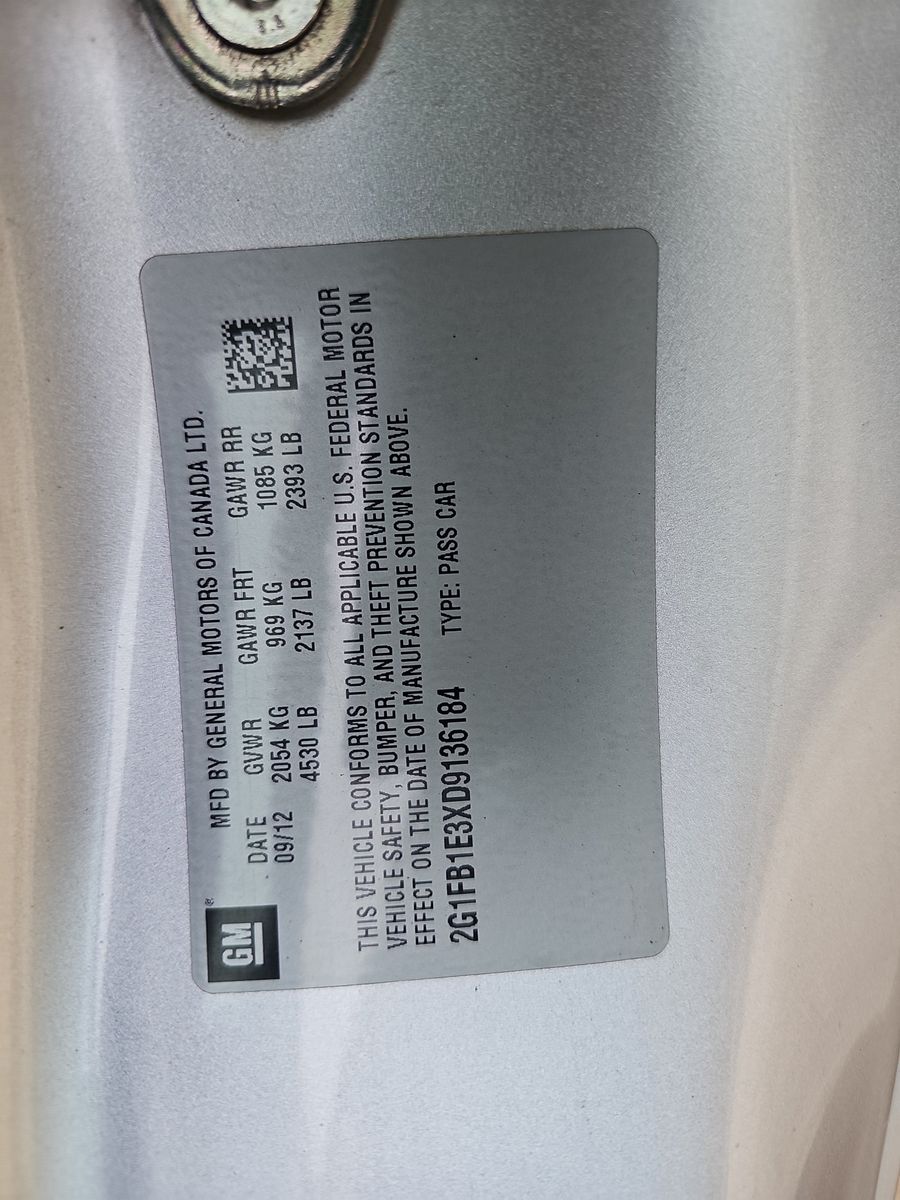 GM®
MFD BY GENERAL MOTORS OF CANADA LTD.
DATE GVWR GAWR FRT GAWR RR
09/12 2054 KG 969 KG 1085 KG
4530 LB 2137 LB 2393 LB
THIS VEHICLE CONFORMS TO ALL APPLICABLE U.S. FEDERAL MOTOR
VEHICLE SAFETY, BUMPER, AND THEFT PREVENTION STANDARDS IN
EFFECT ON THE DATE OF MANUFACTURE SHOWN ABOVE.
2G1FB1E3XD9136184 TYPE: PASS CAR